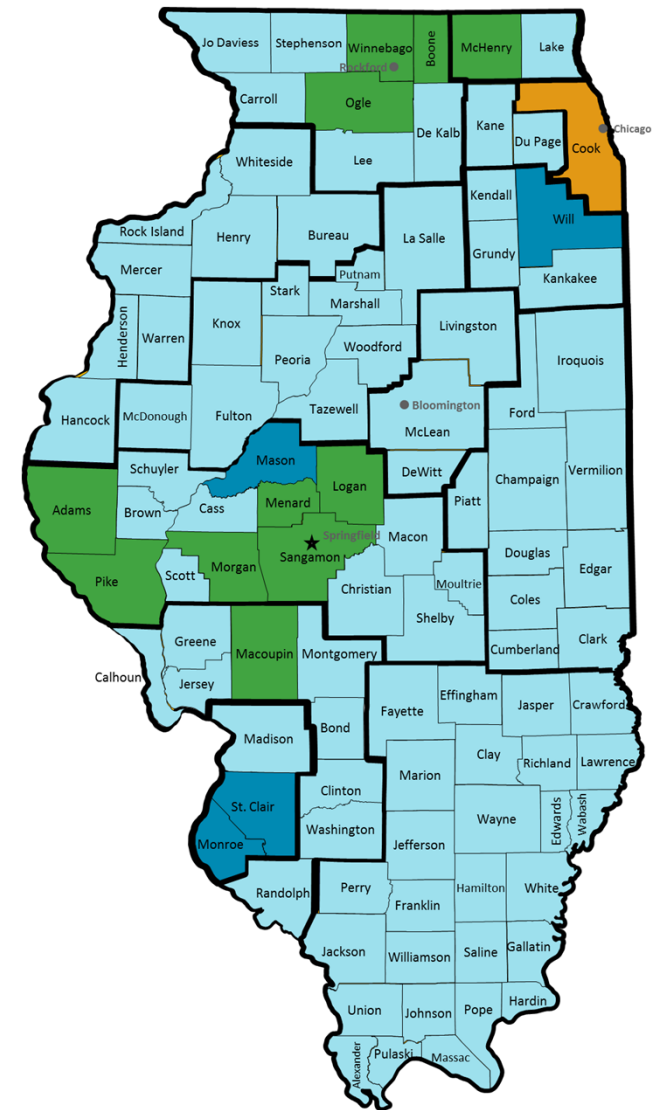 Jo Daviess
Stephenson
Winnebago
Boone
McHenry
Lake
Rockford
Carroll
Ogle
De Kalb
Kane
Du Page
Cook
Chicago
Whiteside
Lee
Kendall
Will
Rock Island
Henry
Bureau
La Salle
Grundy
Mercer
Putnam
Kankakee
Stark
Marshall
Henderson
Warren
Knox
Peoria
Woodford
Livingston
Iroquois
Hancock
McDonough
Fulton
Tazewell
Bloomington
McLean
Ford
Schuyler
Mason
Logan
DeWitt
Champaign
Vermilion
Adams
Brown
Cass
Menard
Piatt
Springfield
Macon
Pike
Scott
Morgan
Sangamon
Christian
Moultrie
Douglas
Edgar
Coles
Shelby
Greene
Macoupin
Montgomery
Cumberland
Clark
Calhoun
Jersey
Effingham
Jasper
Crawford
Fayette
Madison
Bond
Clay
Richland
Lawrence
Marion
St. Clair
Clinton
Wayne
Edwards
Wabash
Washington
Monroe
Jefferson
Randolph
Perry
Hamilton
White
Franklin
Jackson
Williamson
Saline
Gallatin
Union
Johnson
Pope
Hardin
Alexander
Pulaski
Massac